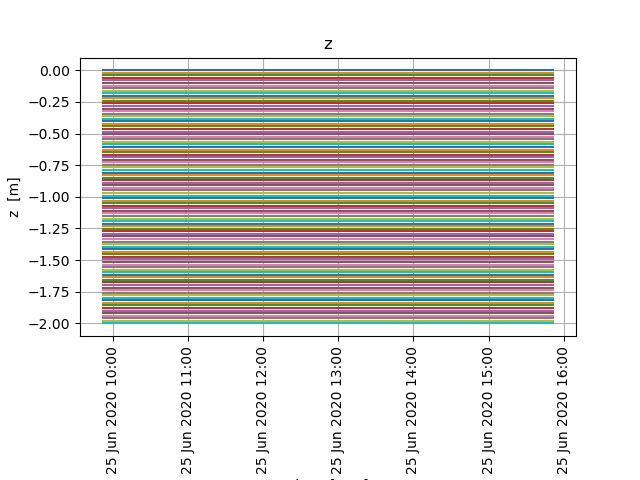 z
0.00
−0.25
−0.50
−0.75
−1.00
−1.25
−1.50
−1.75
−2.00
z [m]
25 Jun 2020 10:00
25 Jun 2020 11:00
25 Jun 2020 12:00
25 Jun 2020 13:00
25 Jun 2020 14:00
25 Jun 2020 15:00
25 Jun 2020 16:00